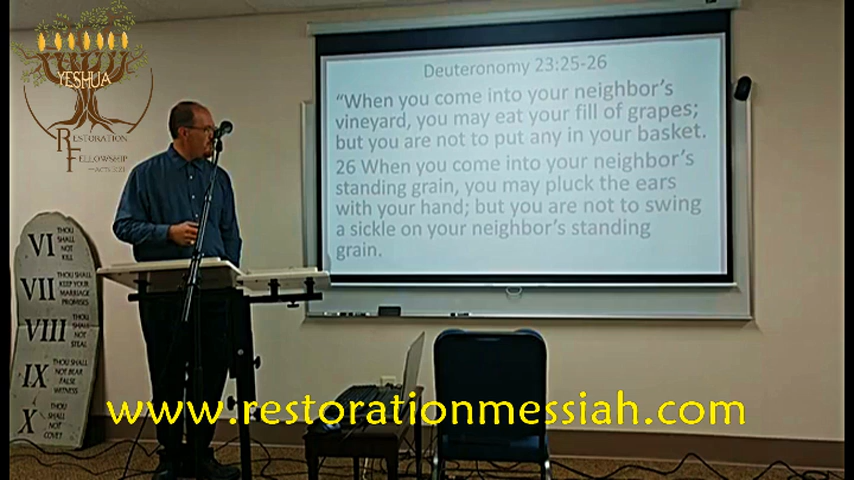 YESHUA
RESTORATION
FELLOWSHIP
Deuteronomy 23:25-26
"When you come into your neighbor's
vineyard, you may eat your fill of grapes;
but you are not to put any in your basket.
26 When you come into your neighbor's
standing grain, you may pluck the ears
with your hand; but you are not to swing
a sickle on your neighbor's standing
grain.
VI THOU
SHALL
NOT
KILL
VII THOU SHALL
KEEP YOUR
MARRIAGE
PROMISES
VIII THOU
SHALL
NOT
STEAL
IX THOU SHALL
NOT BEAR
FALSE
WITNESS
X THOU
SHALL
NOT
COVET
www.restorationmessiah.com